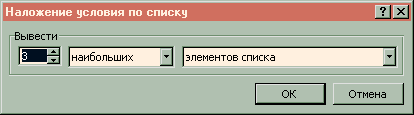 Наложение условия по списку
Вывести
3 наибольших элементов списка
ОК Отмена